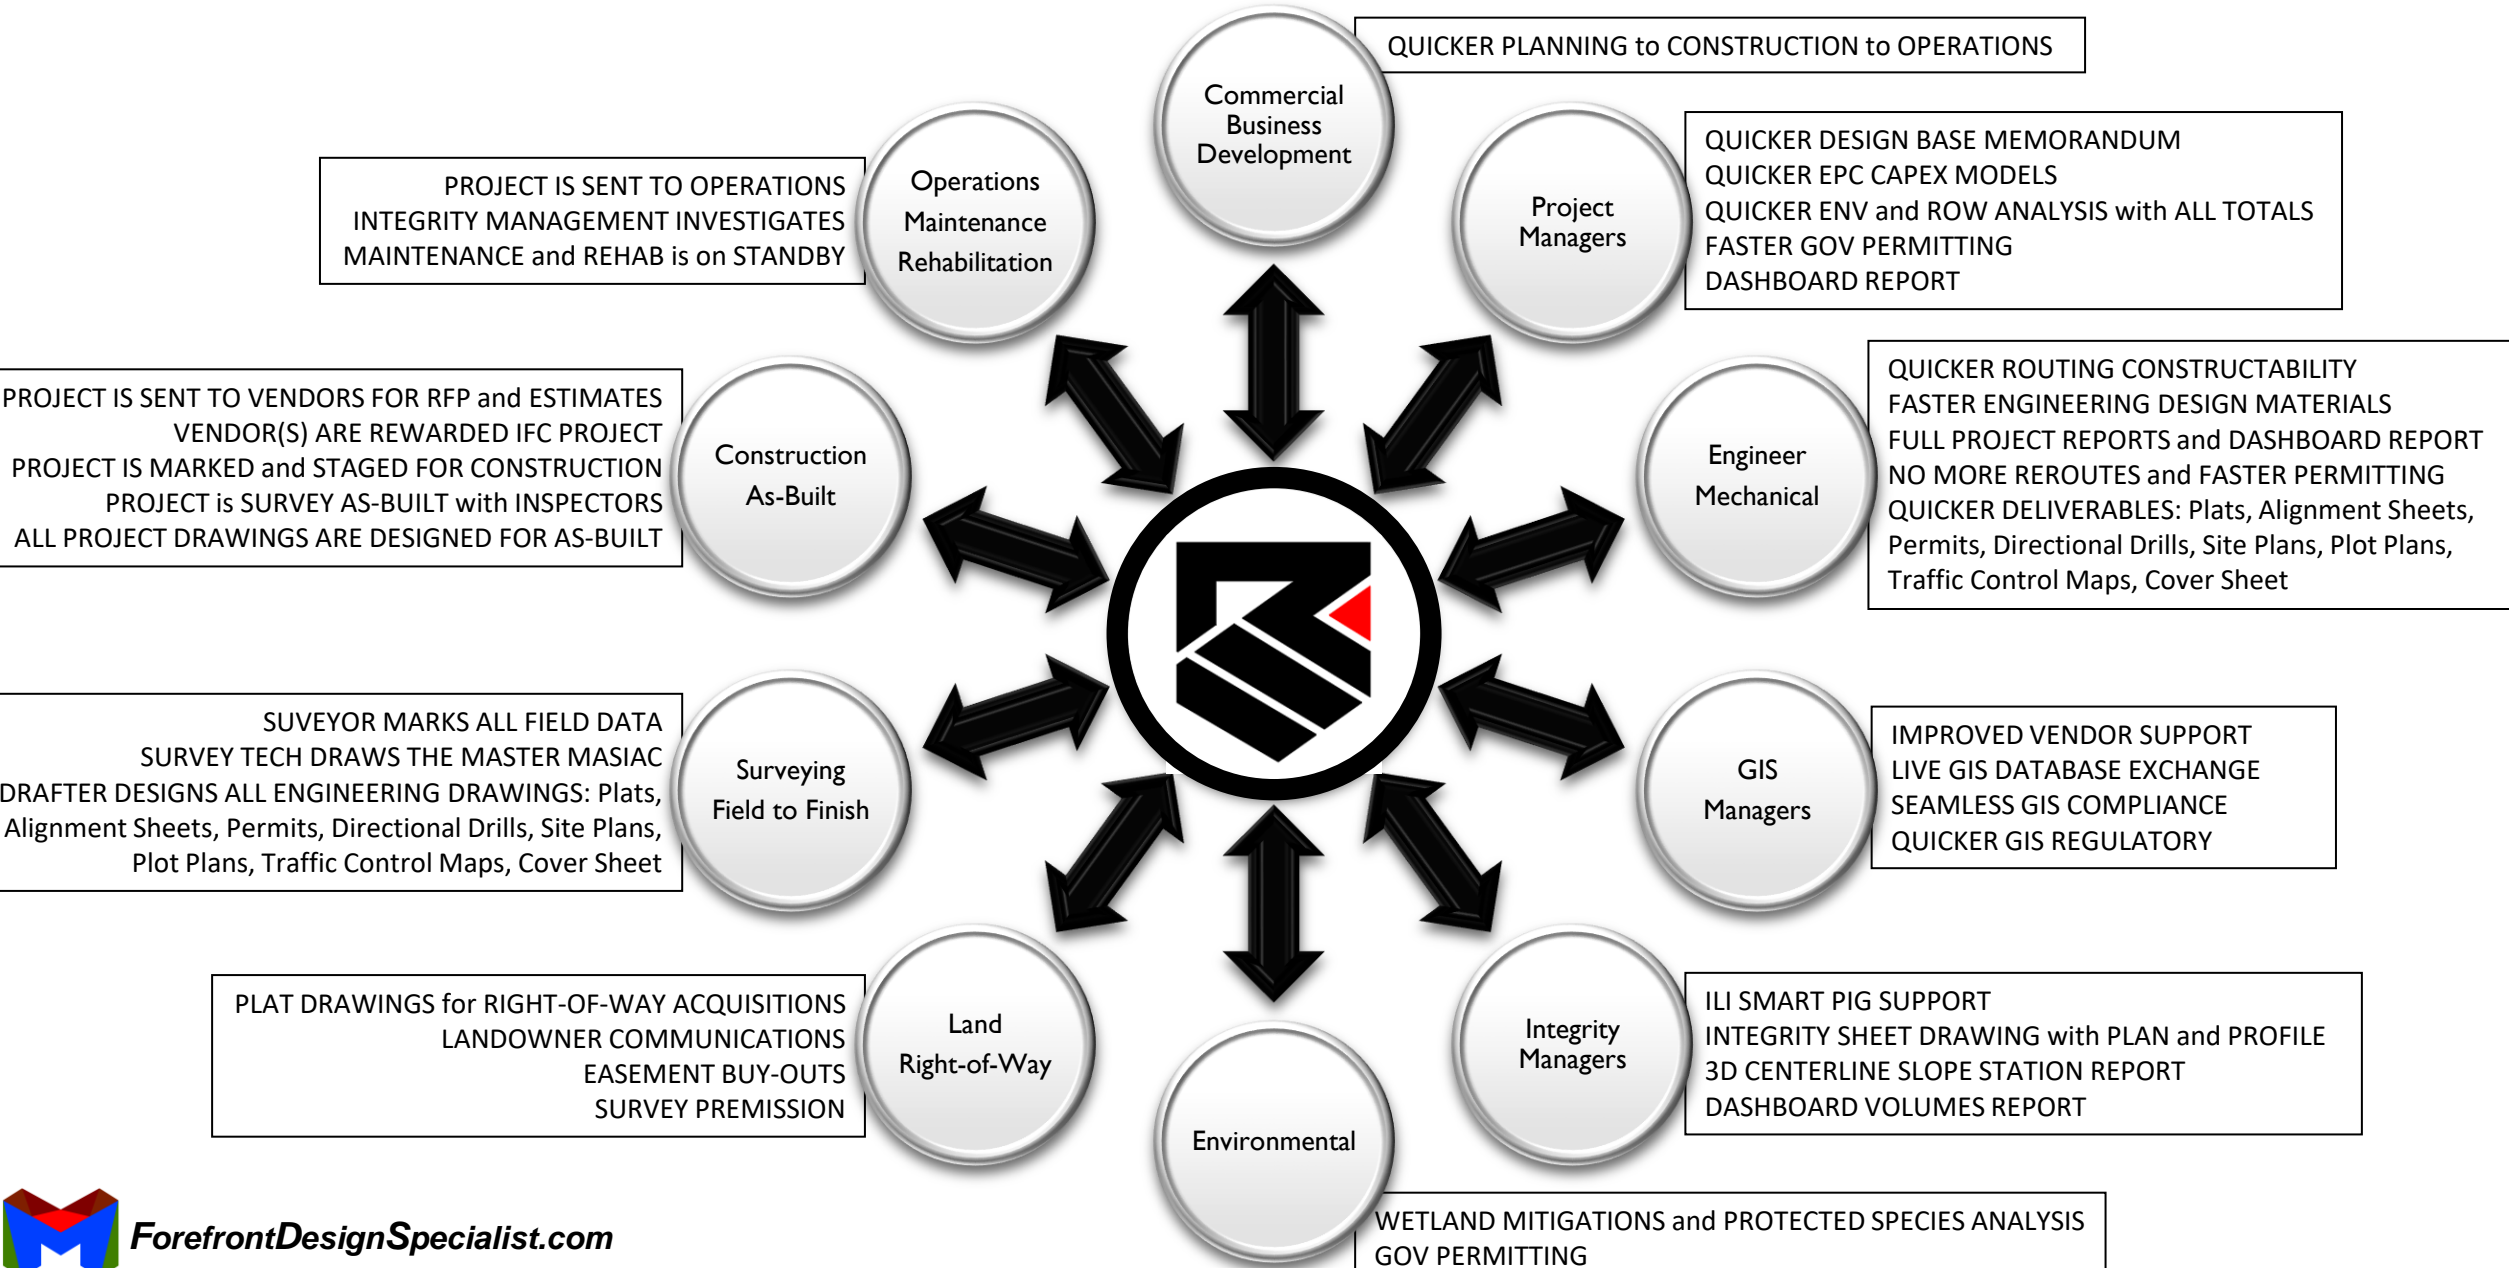 Commercial
Business
Development
QUICKER PLANNING to CONSTRUCTION to OPERATIONS
Project
Managers
QUICKER DESIGN BASE MEMORANDUM
QUICKER EPC CAPEX MODELS
QUICKER ENV and ROW ANALYSIS with ALL TOTALS
FASTER GOV PERMITTING
DASHBOARD REPORT
Engineer
Mechanical
QUICKER ROUTING CONSTRUCTABILITY
FASTER ENGINEERING DESIGN MATERIALS
FULL PROJECT REPORTS and DASHBOARD REPORT
NO MORE REROUTES and FASTER PERMITTING
QUICKER DELIVERABLES: Plats, Alignment Sheets,
Permits, Directional Drills, Site Plans, Plot Plans,
Traffic Control Maps, Cover Sheet
GIS
Managers
IMPROVED VENDOR SUPPORT
LIVE GIS DATABASE EXCHANGE
SEAMLESS GIS COMPLIANCE
QUICKER GIS REGULATORY
Integrity
Managers
ILI SMART PIG SUPPORT
INTEGRITY SHEET DRAWING with PLAN and PROFILE
3D CENTERLINE SLOPE STATION REPORT
DASHBOARD VOLUMES REPORT
Environmental
WETLAND MITIGATIONS and PROTECTED SPECIES ANALYSIS
GOV PERMITTING
Land
Right-of-Way
PLAT DRAWINGS for RIGHT-OF-WAY ACQUISITIONS
LANDOWNER COMMUNICATIONS
EASEMENT BUY-OUTS
SURVEY PREMISSION
Surveying
Field to Finish
SUVEYOR MARKS ALL FIELD DATA
SURVEY TECH DRAWS THE MASTER MASIAC
DRAFTER DESIGNS ALL ENGINEERING DRAWINGS: Plats,
Alignment Sheets, Permits, Directional Drills, Site Plans,
Plot Plans, Traffic Control Maps, Cover Sheet
Construction
As-Built
PROJECT IS SENT TO VENDORS FOR RFP and ESTIMATES
VENDOR(S) ARE REWARDED IFC PROJECT
PROJECT IS MARKED and STAGED FOR CONSTRUCTION
PROJECT is SURVEY AS-BUILT with INSPECTORS
ALL PROJECT DRAWINGS ARE DESIGNED FOR AS-BUILT
Operations
Maintenance
Rehabilitation
PROJECT IS SENT TO OPERATIONS
INTEGRITY MANAGEMENT INVESTIGATES
MAINTENANCE and REHAB is on STANDBY
ForefrontDesignSpecialist.com